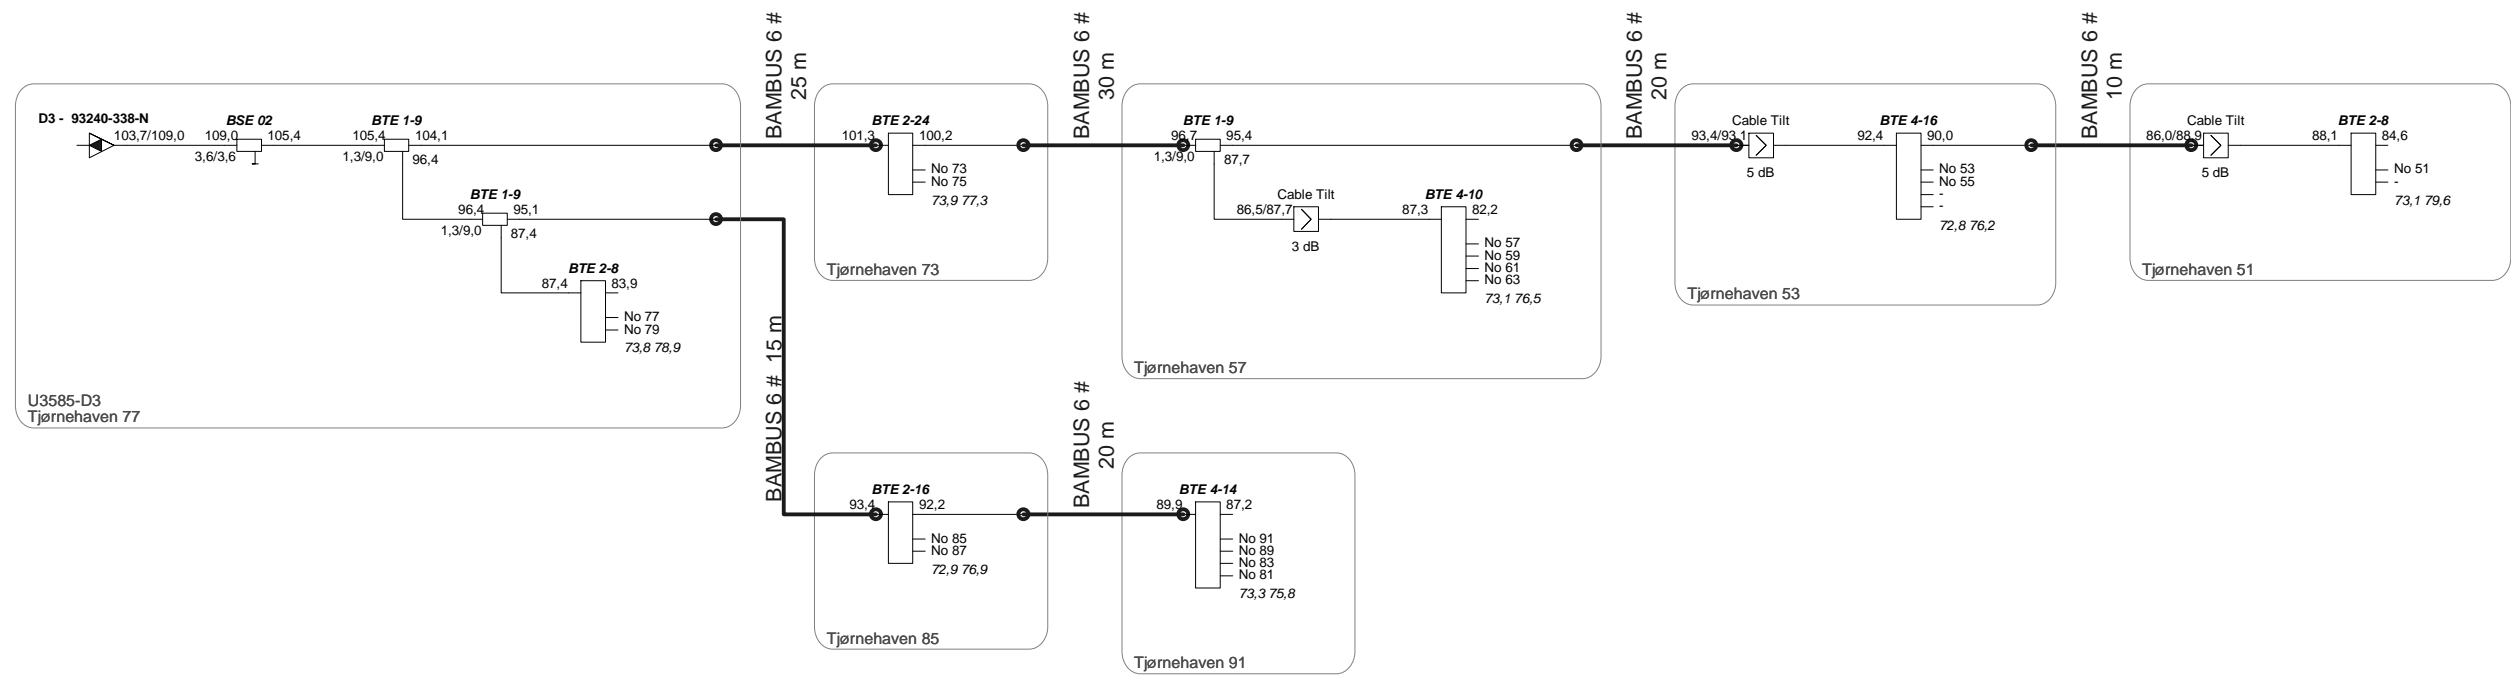 BAMBUS 6 #
25 m
BAMBUS 6 #
30 m
BAMBUS 6 #
20 m
BAMBUS 6 #
10 m
D3 - 93240-338-N
103,7/109,0
BSE 02
109,0
105,4
3,6/3,6
BTE 1-9
105,4
104,1
1,3/9,0
96,4
BTE 1-9
96,4
95,1
1,3/9,0
87,4
BTE 2-8
87,4
83,9
No 77
No 79
73,8 78,9
U3585-D3
Tjørnehaven 77
BTE 2-24
101,3
100,2
No 73
No 75
73,9 77,3
Tjørnehaven 73
BTE 1-9
96,7
95,4
1,3/9,0
87,7
Cable Tilt
86,5/87,7
3 dB
BTE 4-10
87,3
82,2
No 57
No 59
No 61
No 63
73,1 76,5
Tjørnehaven 57
Cable Tilt
93,4/93,1
5 dB
BTE 4-16
92,4
90,0
No 53
No 55
-
-
72,8 76,2
Tjørnehaven 53
Cable Tilt
86,0/88,9
5 dB
BTE 2-8
88,1
84,6
No 51
-
73,1 79,6
Tjørnehaven 51
BAMBUS 6 # 15 m
BTE 2-16
93,4
92,2
No 85
No 87
72,9 76,9
Tjørnehaven 85
BAMBUS 6 #
20 m
BTE 4-14
89,9
87,2
No 91
No 89
No 83
No 81
73,3 75,8
Tjørnehaven 91